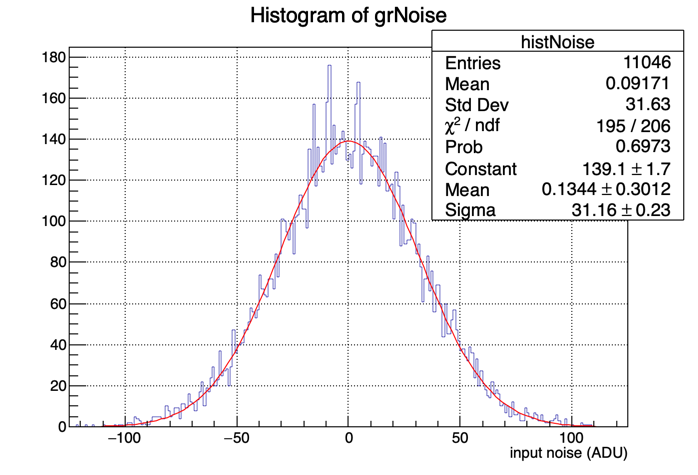 Histogram of grNoise
histNoise
Entries 11046
Mean 0.09171
Std Dev 31.63
χ² / ndf 195 / 206
Prob 0.6973
Constant 139.1 ± 1.7
Mean 0.1344 ± 0.3012
Sigma 31.16 ± 0.23
180
160
140
120
100
80
60
40
20
0
−100 −50 0 50 100
input noise (ADU)